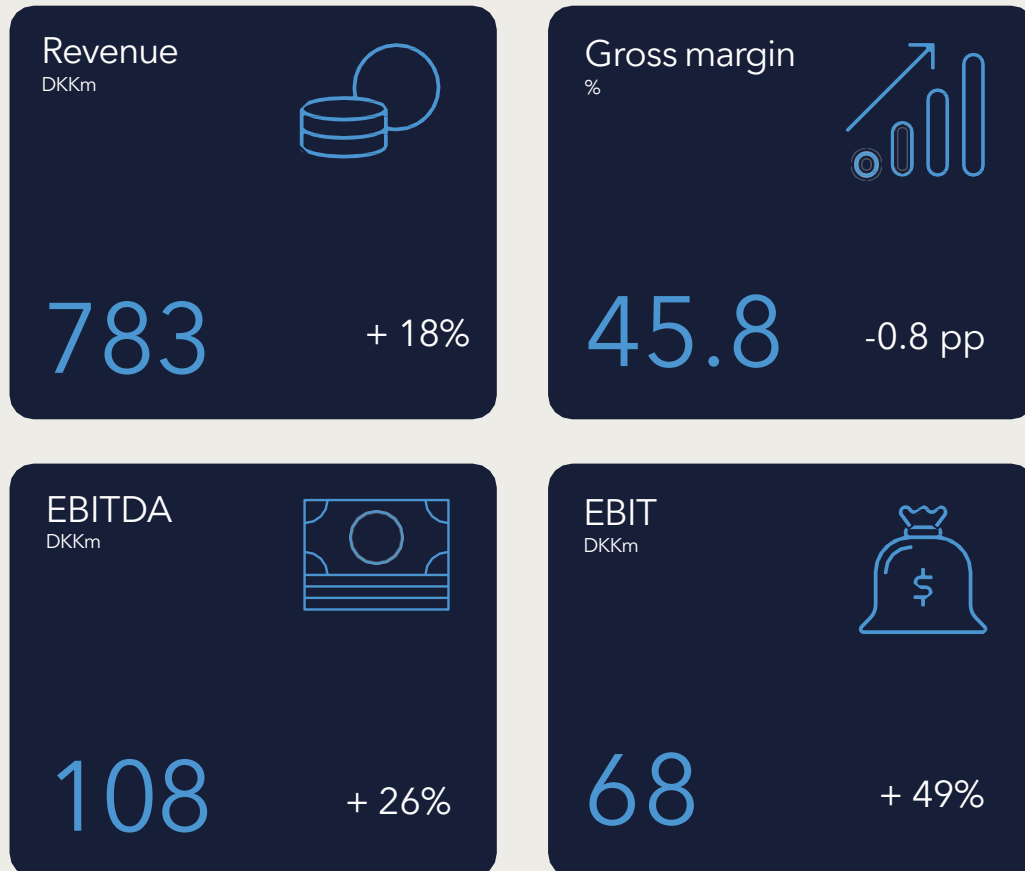 Revenue
DKKm
783
+ 18%
Gross margin
%
45.8
-0.8 pp
EBITDA
DKKm
108
+ 26%
EBIT
DKKm
$
68
+ 49%